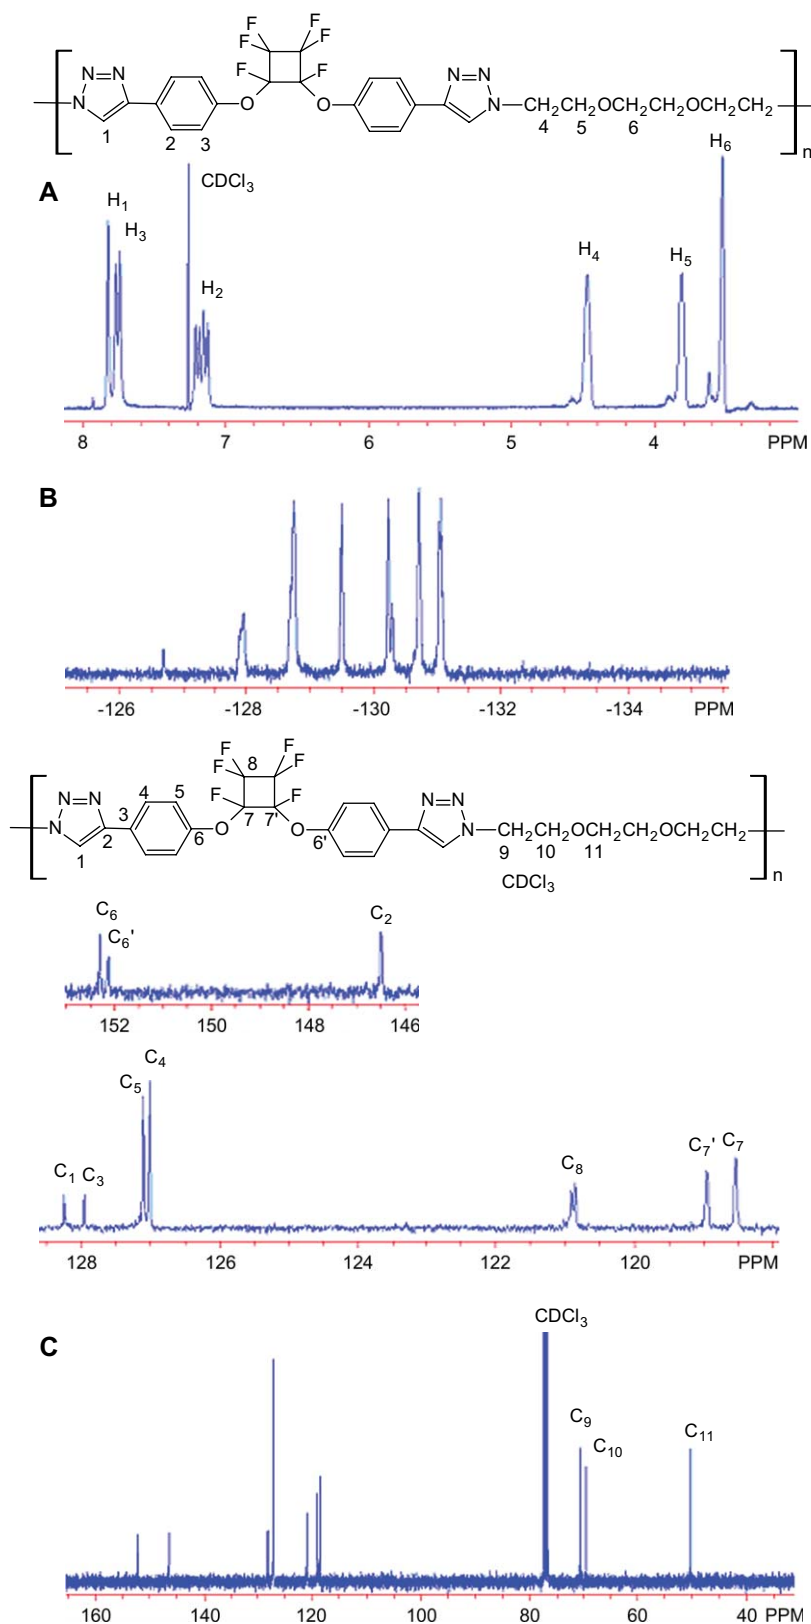 F F
F F
N=N F F N=N
N O O N CH2CH2OCH2CH2OCH2CH2
1 2 3 4 5 6 n
A
CDCl3
H6
H1
H3
H2
H4
H5
8 7 6 5 4 PPM
B
-126 -128 -130 -132 -134 PPM
F 8 F
F F
N=N 4 5 F F N=N
N 3 O 7 7' O N CH2CH2OCH2CH2OCH2CH2
1 2 6 6' 9 10 11 n
CDCl3
C6
C6'
C2
152 150 148 146
C4
C5
C1 C3
C8
C7' C7
128 126 124 122 120 PPM
C
CDCl3
C9
C10
C11
160 140 120 100 80 60 40 PPM